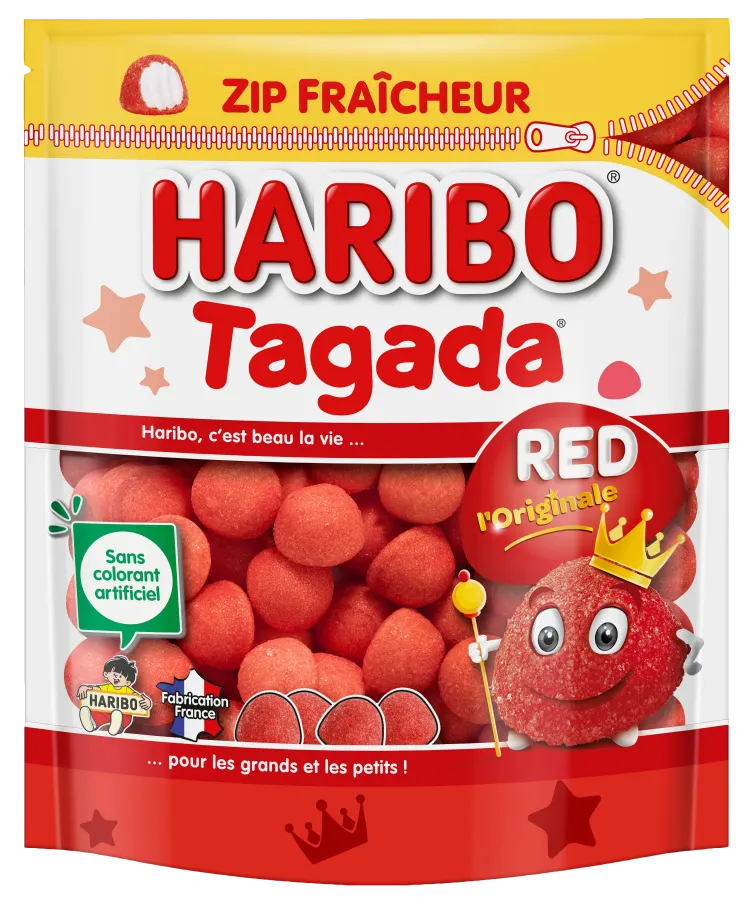 ZIP FRAÎCHEUR
HARIBO®
Tagada®
Haribo, c'est beau la vie ...
RED
l'Originale
Sans
colorant
artificiel
HARIBO
Fabrication
France
... pour les grands et les petits !